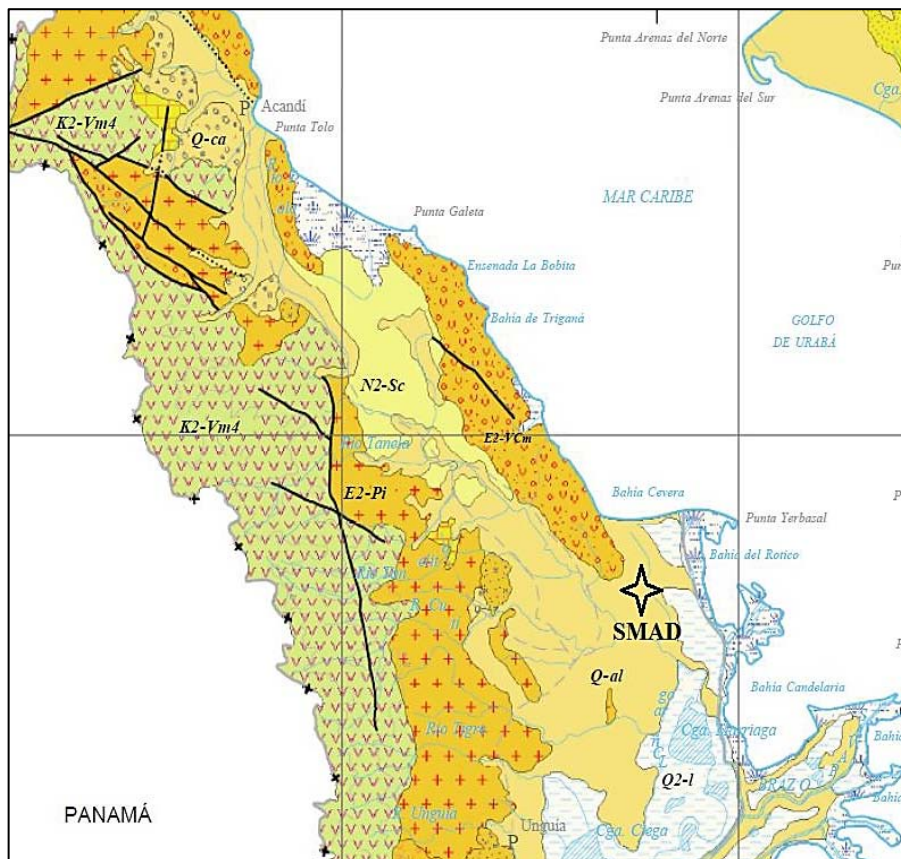 Punta Arenas del Norte
Cga.
Punta Arenas del Sur
P Acandí
K2-Vm4
Punta Tolo
Q-ca
MAR CARIBE
Punta Galeta
Ensenada La Bobita
Bahía de Triganá
GOLFO
DE URABÁ
N2-Sc
K2-Vm4
E2-VCm
Río Tanela
E2-Pi
Bahía Cevera
Punta Yerbazal
Bahía del Rotico
SMAD
Q-al
Bahía Candelaria
Río Tigre
Q2-l
BRAZO
PANAMÁ
Unguía
P
Cga. Ciega